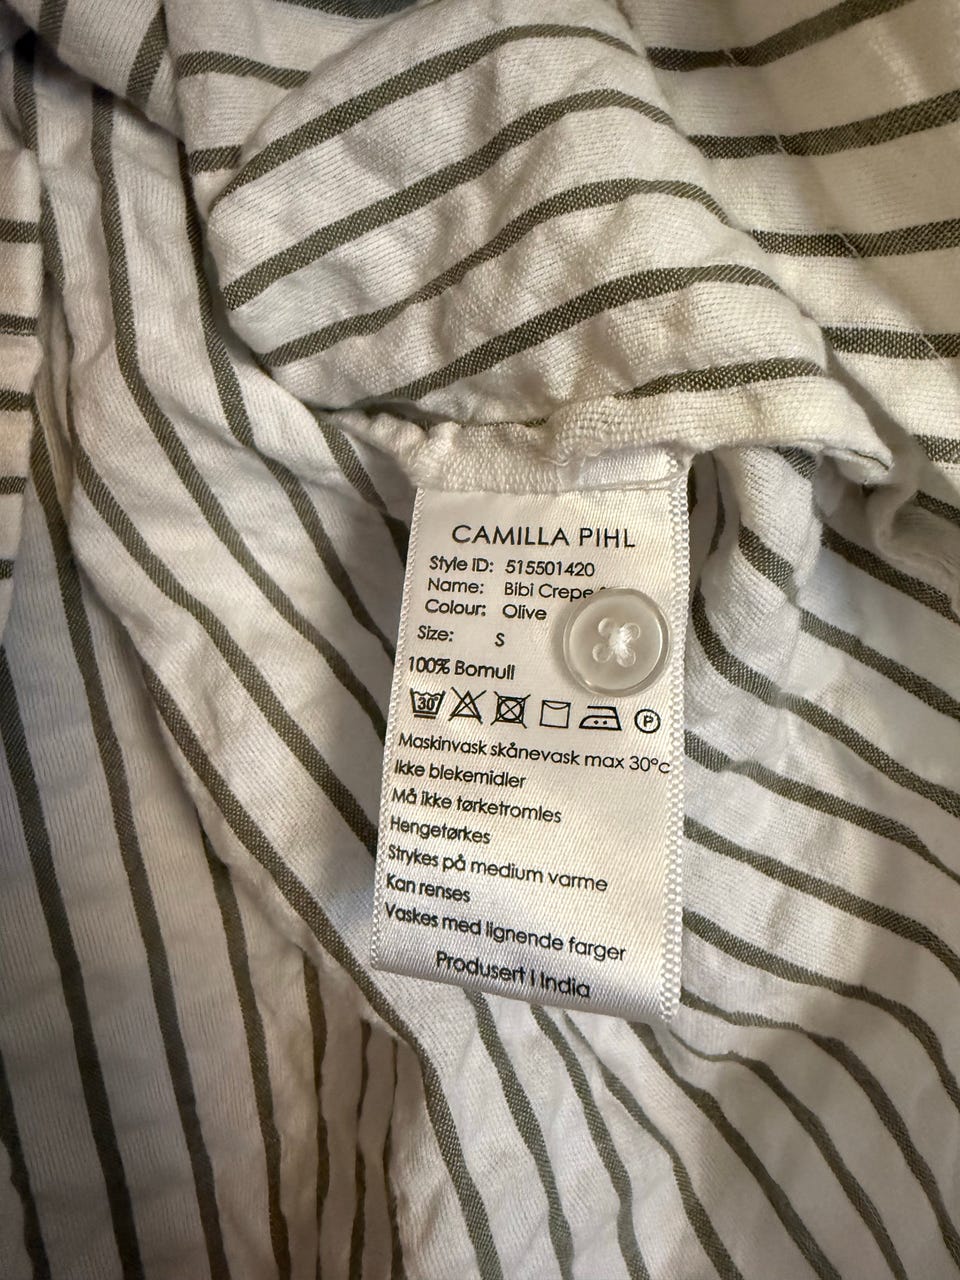 CAMILLA PIHL
Style ID: 515501420
Name: Bibi Crepe
Colour: Olive
Size: S
100% Bomull
30
P
Maskinvask skånevask max 30°c
Ikke blekemidler
Må ikke tørketromles
Hengetørkes
Strykes på medium varme
Kan renses
Vaskes med lignende farger
Produsert I India